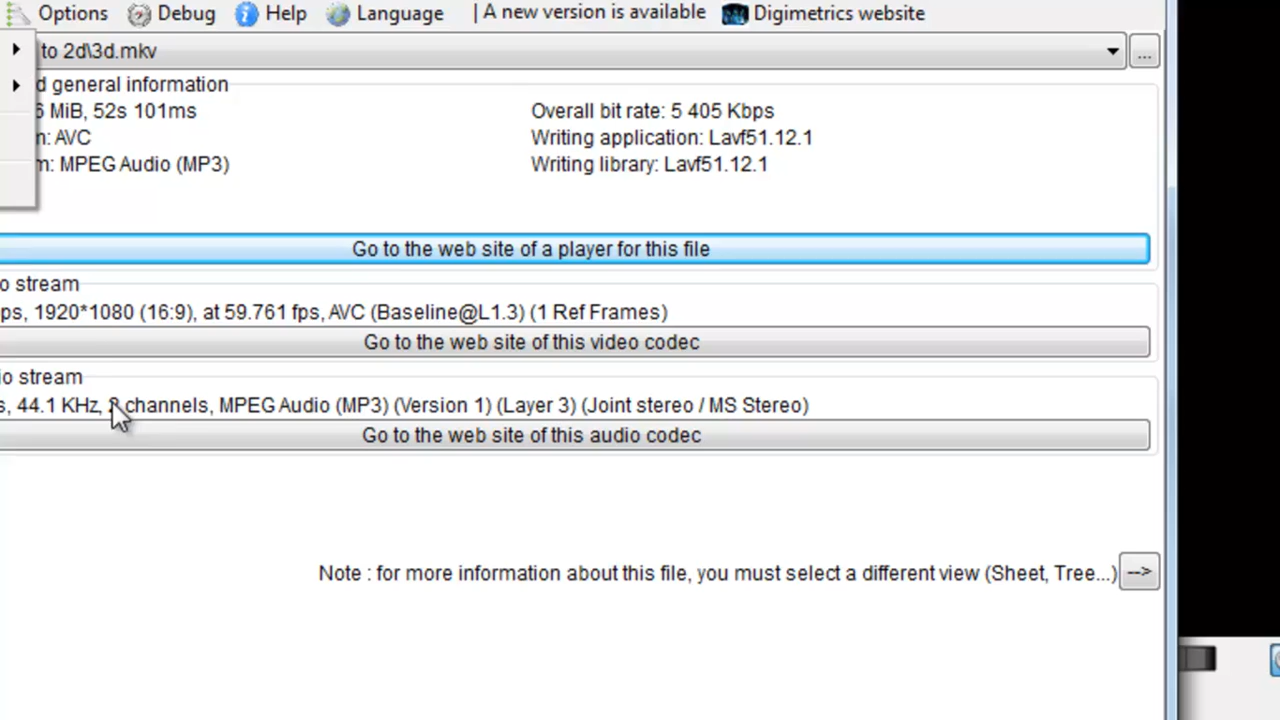 Options Debug Help Language | A new version is available Digimetrics website
to 2d\3d.mkv ...
d general information
6 MiB, 52s 101ms Overall bit rate: 5 405 Kbps
n: AVC Writing application: Lavf51.12.1
m: MPEG Audio (MP3) Writing library: Lavf51.12.1
Go to the web site of a player for this file
o stream
ps, 1920*1080 (16:9), at 59.761 fps, AVC (Baseline@L1.3) (1 Ref Frames)
Go to the web site of this video codec
io stream
s, 44.1 KHz, 2 channels, MPEG Audio (MP3) (Version 1) (Layer 3) (Joint stereo / MS Stereo)
Go to the web site of this audio codec
Note : for more information about this file, you must select a different view (Sheet, Tree...) -->